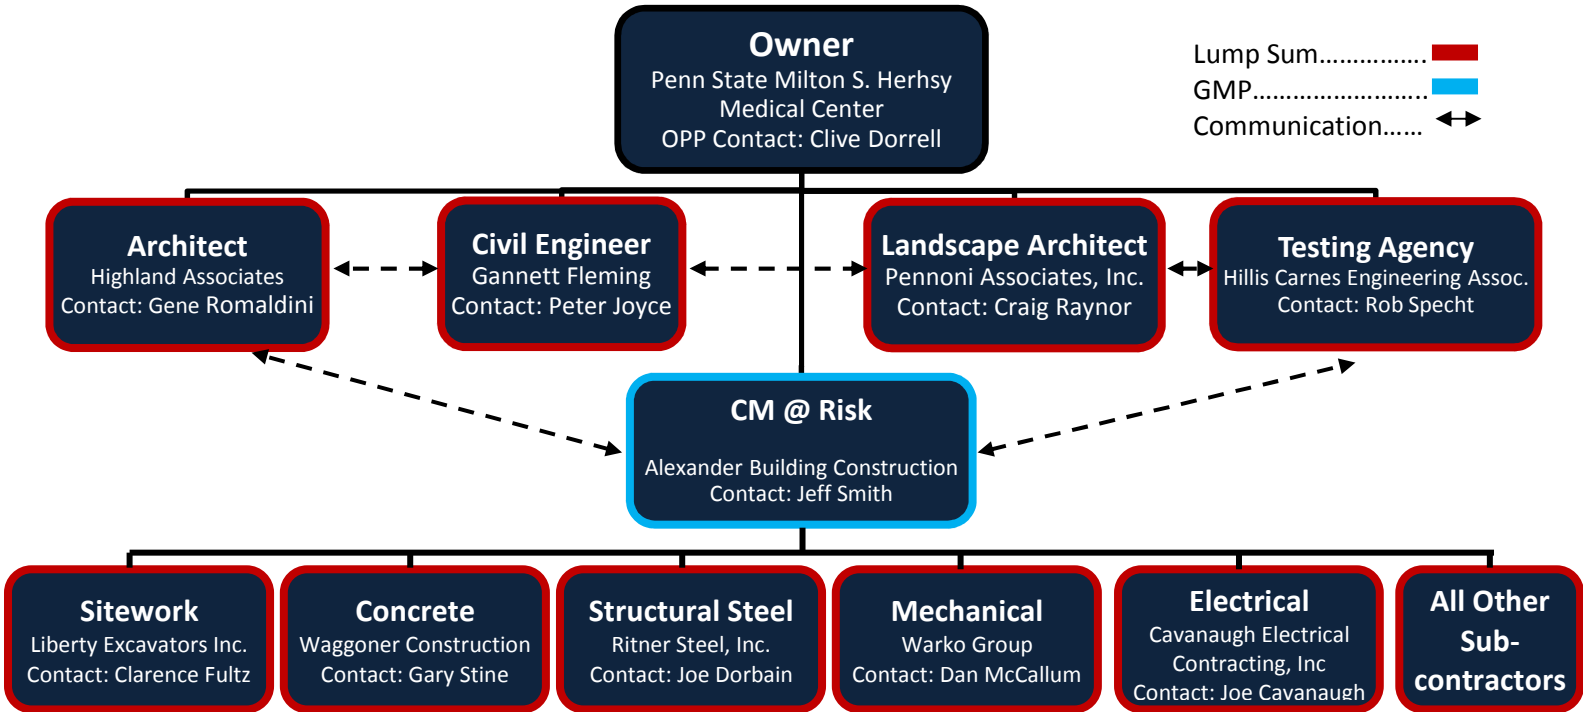 Owner
Penn State Milton S. Herhsy
Medical Center
OPP Contact: Clive Dorrell
Lump Sum................
GMP..........................
Communication......
Architect
Highland Associates
Contact: Gene Romaldini
Civil Engineer
Gannett Fleming
Contact: Peter Joyce
Landscape Architect
Pennoni Associates, Inc.
Contact: Craig Raynor
Testing Agency
Hillis Carnes Engineering Assoc.
Contact: Rob Specht
CM @ Risk
Alexander Building Construction
Contact: Jeff Smith
Sitework
Liberty Excavators Inc.
Contact: Clarence Fultz
Concrete
Waggoner Construction
Contact: Gary Stine
Structural Steel
Ritner Steel, Inc.
Contact: Joe Dorbain
Mechanical
Warko Group
Contact: Dan McCallum
Electrical
Cavanaugh Electrical
Contracting, Inc
Contact: Joe Cavanaugh
All Other
Sub-
contractors